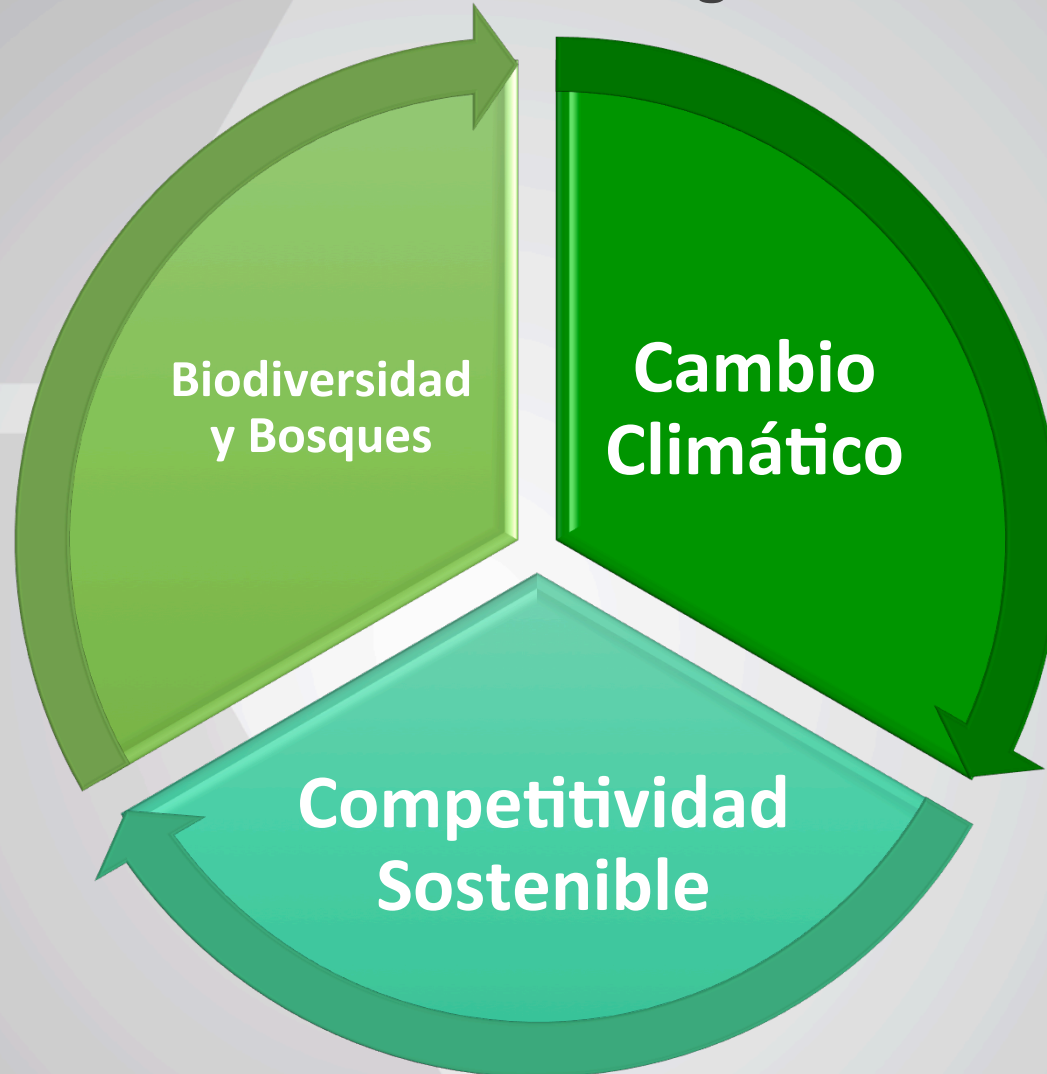 Biodiversidad
y Bosques
Cambio
Climático
Competitividad
Sostenible